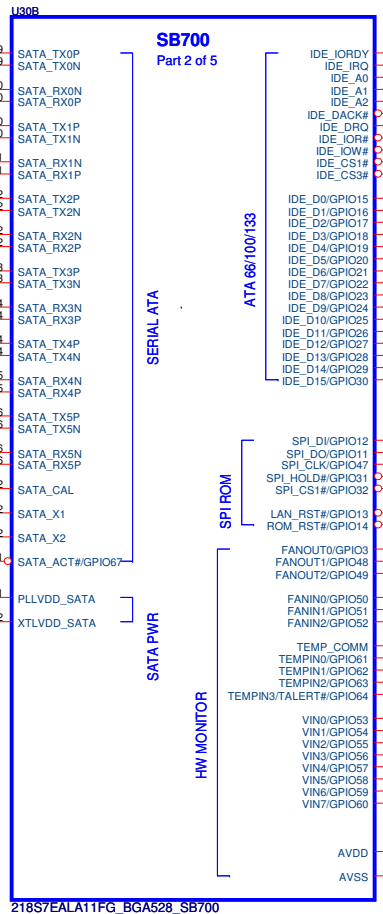 U30B
SB700
Part 2 of 5
SATA_TX0P
SATA_TX0N
SATA_RX0N
SATA_RX0P
SATA_TX1P
SATA_TX1N
SATA_RX1N
SATA_RX1P
SATA_TX2P
SATA_TX2N
SATA_RX2N
SATA_RX2P
SATA_TX3P
SATA_TX3N
SATA_RX3N
SATA_RX3P
SATA_TX4P
SATA_TX4N
SATA_RX4N
SATA_RX4P
SATA_TX5P
SATA_TX5N
SATA_RX5N
SATA_RX5P
SATA_CAL
SATA_X1
SATA_X2
SATA_ACT#/GPIO67
SERIAL ATA
PLLVDD_SATA
XTLVDD_SATA
SATA PWR
IDE_IORDY
IDE_IRQ
IDE_A0
IDE_A1
IDE_A2
IDE_DACK#
IDE_DRQ
IDE_IOR#
IDE_IOW#
IDE_CS1#
IDE_CS3#
IDE_D0/GPIO15
IDE_D1/GPIO16
IDE_D2/GPIO17
IDE_D3/GPIO18
IDE_D4/GPIO19
IDE_D5/GPIO20
IDE_D6/GPIO21
IDE_D7/GPIO22
IDE_D8/GPIO23
IDE_D9/GPIO24
IDE_D10/GPIO25
IDE_D11/GPIO26
IDE_D12/GPIO27
IDE_D13/GPIO28
IDE_D14/GPIO29
IDE_D15/GPIO30
ATA 66/100/133
SPI_DI/GPIO12
SPI_DO/GPIO11
SPI_CLK/GPIO47
SPI_HOLD#/GPIO31
SPI_CS1#/GPIO32
LAN_RST#/GPIO13
ROM_RST#/GPIO14
SPI ROM
FANOUT0/GPIO3
FANOUT1/GPIO48
FANOUT2/GPIO49
FANIN0/GPIO50
FANIN1/GPIO51
FANIN2/GPIO52
TEMP_COMM
TEMPIN0/GPIO61
TEMPIN1/GPIO62
TEMPIN2/GPIO63
TEMPIN3/TALERT#/GPIO64
VIN0/GPIO53
VIN1/GPIO54
VIN2/GPIO55
VIN3/GPIO56
VIN4/GPIO57
VIN5/GPIO58
VIN6/GPIO59
VIN7/GPIO60
AVDD
AVSS
HW MONITOR
218S7EALA11FG_BGA528_SB700